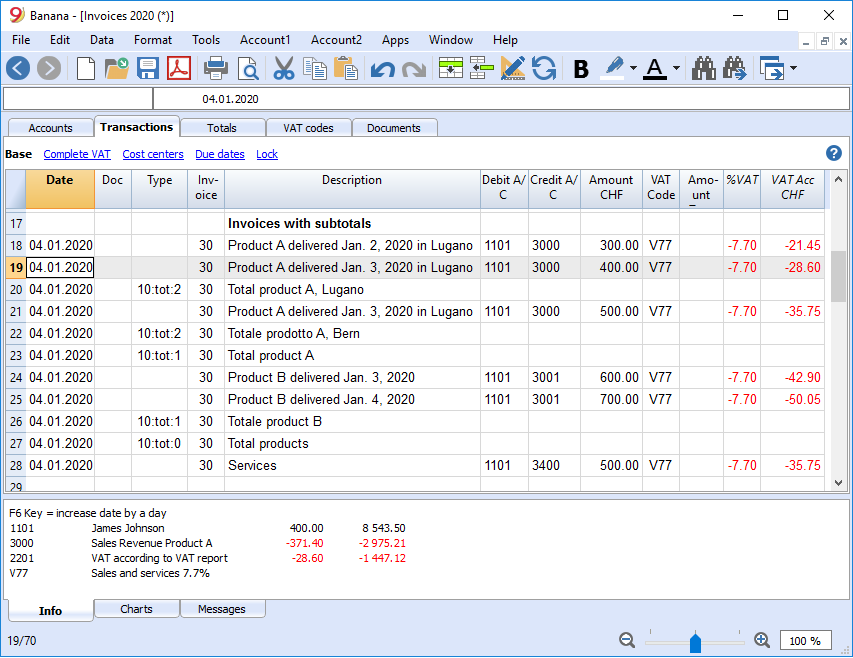 Banana - [Invoices 2020 (*)]
File Edit Data Format Tools Account1 Account2 Apps Window Help
B A
04.01.2020
Accounts Transactions Totals VAT codes Documents
Base Complete VAT Cost centers Due dates Lock ?
Date Doc Type Inv- Description Debit A/ Credit A/ Amount VAT Amo- %VAT VAT Acc
oice C C CHF Code unt CHF
17 Invoices with subtotals
18 04.01.2020 30 Product A delivered Jan. 2, 2020 in Lugano 1101 3000 300.00 V77 -7.70 -21.45
19 04.01.2020 30 Product A delivered Jan. 3, 2020 in Lugano 1101 3000 400.00 V77 -7.70 -28.60
20 04.01.2020 10:tot:2 30 Total product A, Lugano
21 04.01.2020 30 Product A delivered Jan. 3, 2020 in Lugano 1101 3000 500.00 V77 -7.70 -35.75
22 04.01.2020 10:tot:2 30 Totale prodotto A, Bern
23 04.01.2020 10:tot:1 30 Total product A
24 04.01.2020 30 Product B delivered Jan. 3, 2020 1101 3001 600.00 V77 -7.70 -42.90
25 04.01.2020 30 Product B delivered Jan. 4, 2020 1101 3001 700.00 V77 -7.70 -50.05
26 04.01.2020 10:tot:1 30 Totale product B
27 04.01.2020 10:tot:0 30 Total products
28 04.01.2020 30 Services 1101 3400 500.00 V77 -7.70 -35.75
29
F6 Key = increase date by a day
1101 James Johnson 400.00 8 543.50
3000 Sales Revenue Product A -371.40 -2 975.21
2201 VAT according to VAT report -28.60 -1 447.12
V77 Sales and services 7.7%
Info Charts Messages
19/70 100 %